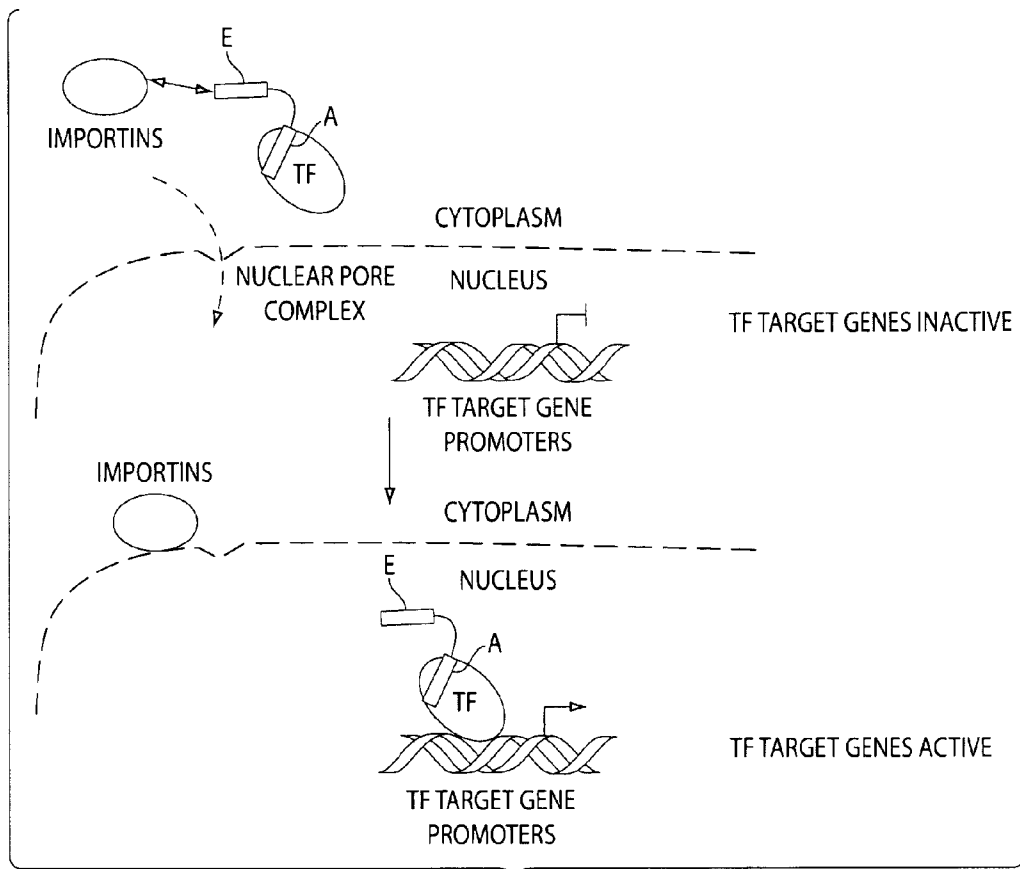 E
IMPORTINS
A
TF
CYTOPLASM
NUCLEAR PORE
COMPLEX
NUCLEUS
TF TARGET GENES INACTIVE
TF TARGET GENE
PROMOTERS
IMPORTINS
CYTOPLASM
E
NUCLEUS
A
TF
TF TARGET GENES ACTIVE
TF TARGET GENE
PROMOTERS